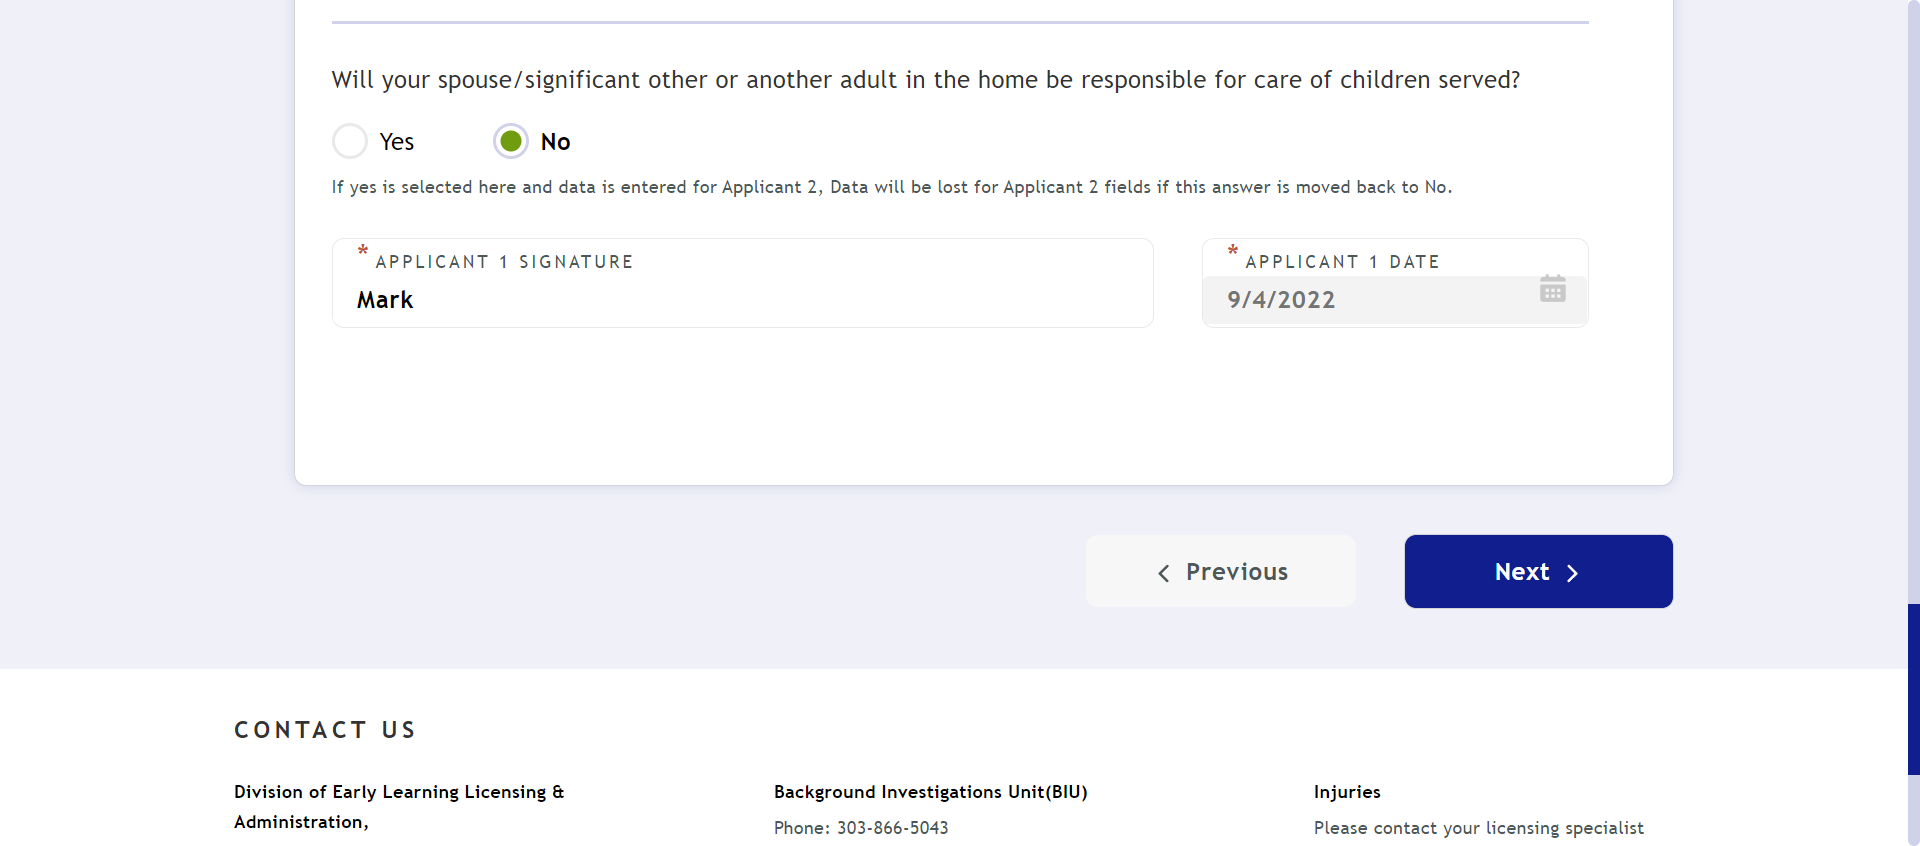 Will your spouse/significant other or another adult in the home be responsible for care of children served?
Yes
No
If yes is selected here and data is entered for Applicant 2, Data will be lost for Applicant 2 fields if this answer is moved back to No.
* APPLICANT 1 SIGNATURE
Mark
* APPLICANT 1 DATE
9/4/2022
Previous
Next
CONTACT US
Division of Early Learning Licensing &
Administration,
Background Investigations Unit(BIU)
Phone: 303-866-5043
Injuries
Please contact your licensing specialist